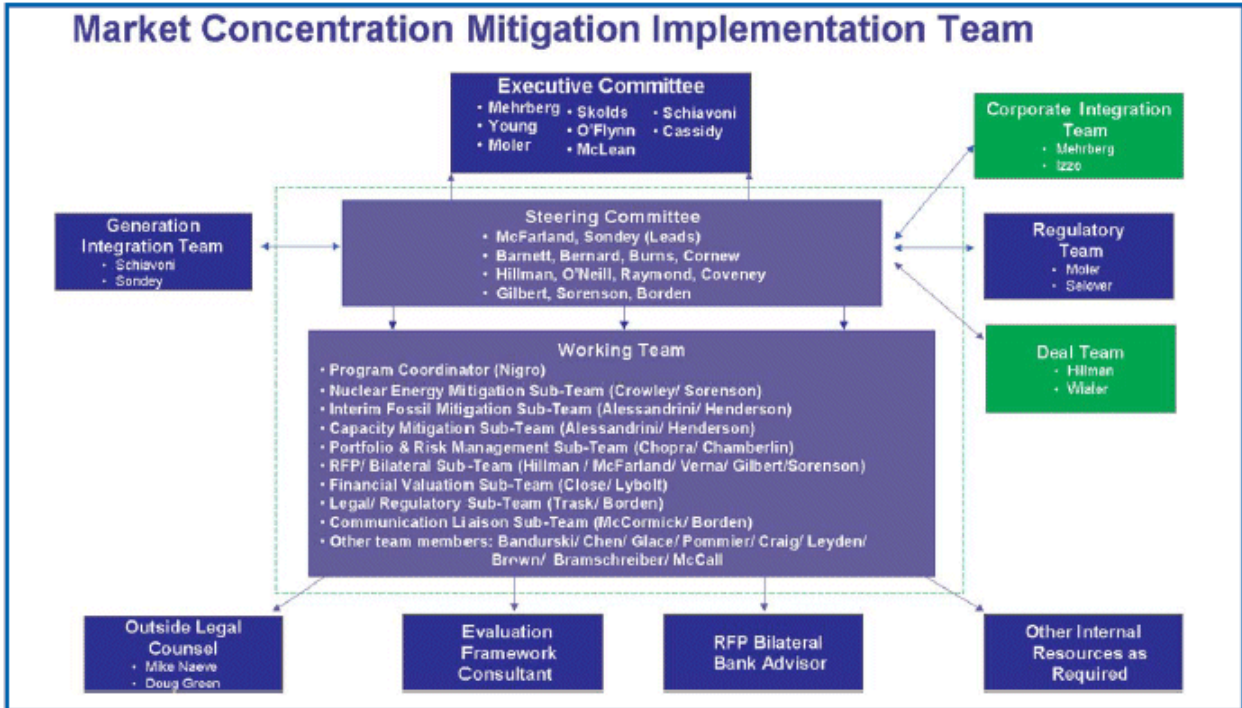 Market Concentration Mitigation Implementation Team
Executive Committee
• Mehrberg
• Young
• Moler
• Skolds
• O'Flynn
• McLean
• Schiavoni
• Cassidy
Corporate Integration
Team
• Mehrberg
• Izzo
Generation
Integration Team
• Schiavoni
• Sondey
Steering Committee
• McFarland, Sondey (Leads)
• Barnett, Bernard, Burns, Cornew
• Hillman, O'Neill, Raymond, Coveney
• Gilbert, Sorenson, Borden
Regulatory
Team
• Moler
• Selover
Working Team
• Program Coordinator (Nigro)
• Nuclear Energy Mitigation Sub-Team (Crowley/ Sorenson)
• Interim Fossil Mitigation Sub-Team (Alessandrini/ Henderson)
• Capacity Mitigation Sub-Team (Alessandrini/ Henderson)
• Portfolio & Risk Management Sub-Team (Chopra/ Chamberlin)
• RFP/ Bilateral Sub-Team (Hillman / McFarland/ Verna/ Gilbert/Sorenson)
• Financial Valuation Sub-Team (Close/ Lybolt)
• Legal/ Regulatory Sub-Team (Trask/ Borden)
• Communication Liaison Sub-Team (McCormick/ Borden)
• Other team members: Bandurski/ Chen/ Glace/ Pommier/ Craig/ Leyden/
Brown/ Bramschreiber/ McCall
Deal Team
• Hillman
•
Outside Legal
Counsel
• Mike Naeve
• Doug Green
Evaluation
Framework
Consultant
RFP Bilateral
Bank Advisor
Other Internal
Resources as
Required